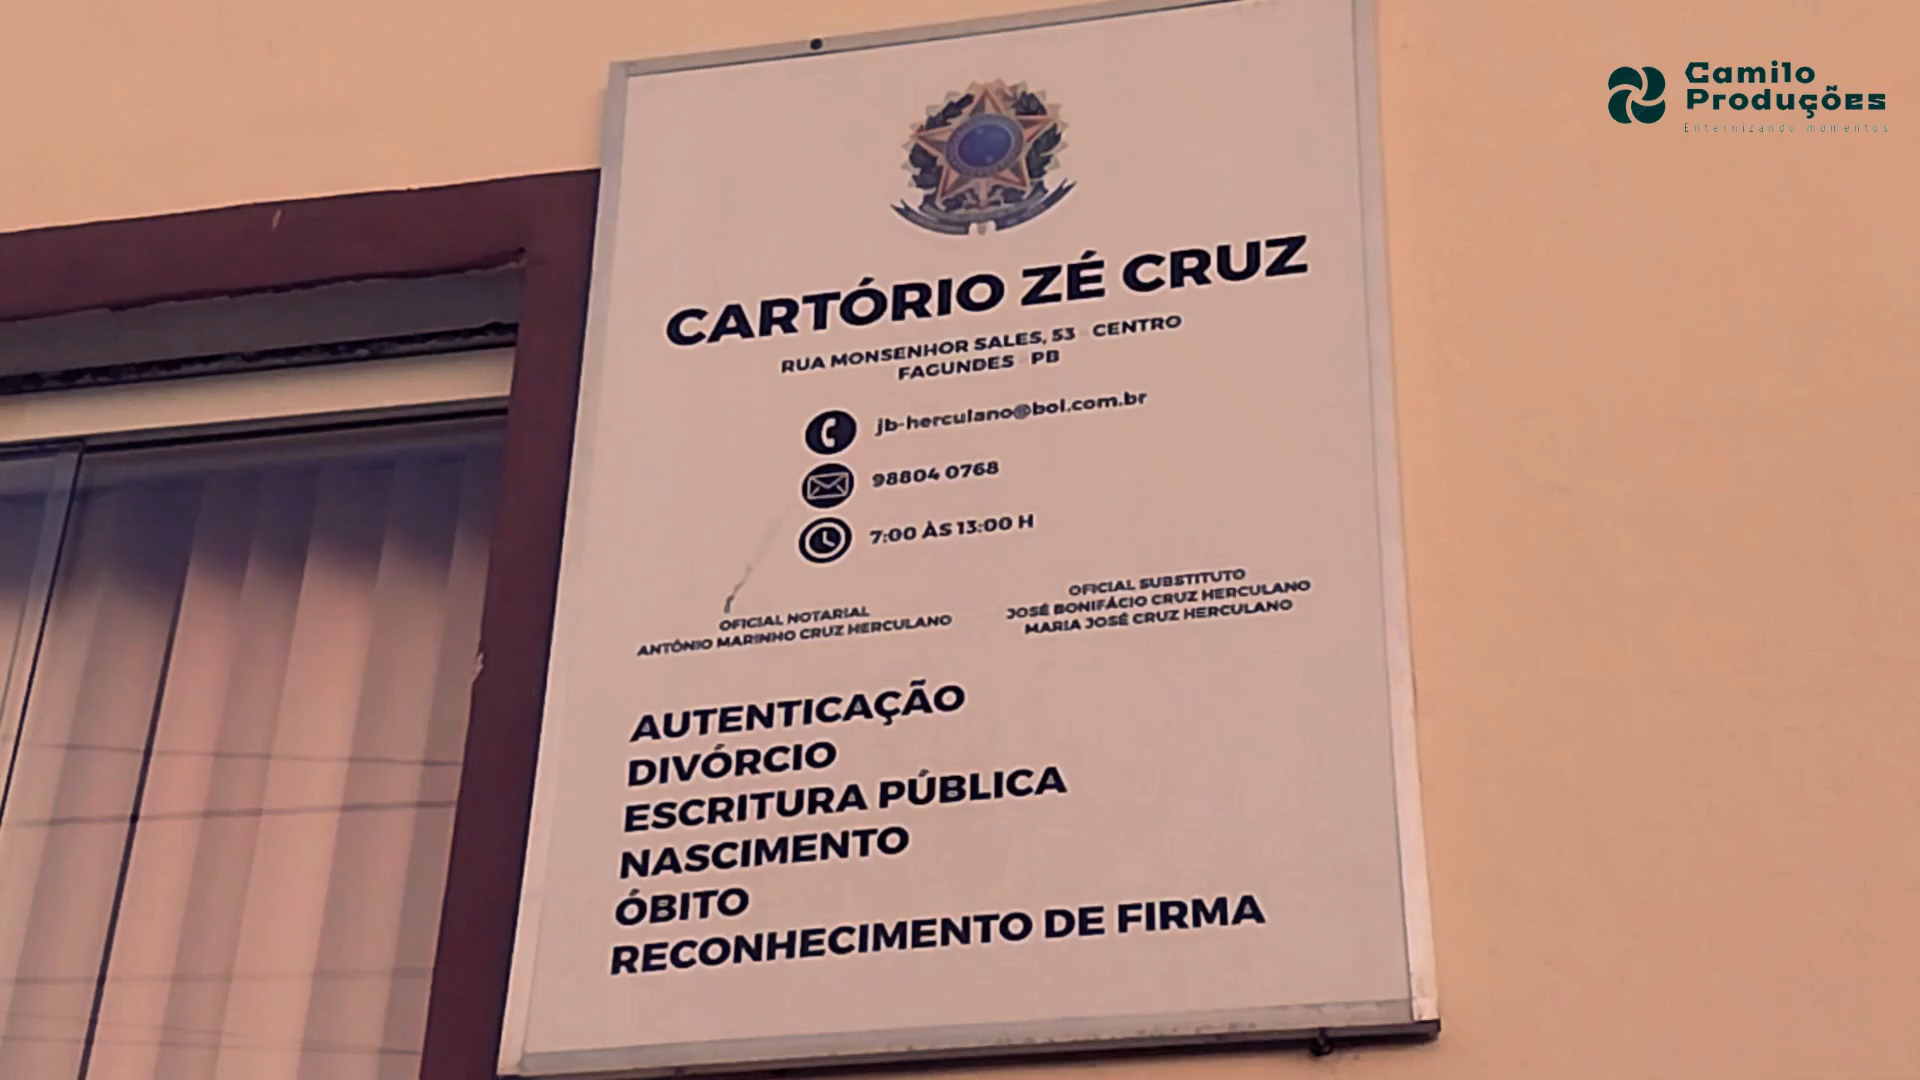 Camilo
Produções
Enternizando momentos
CARTÓRIO ZÉ CRUZ
RUA MONSENHOR SALES, 53 CENTRO
FAGUNDES PB
jb-herculano@bol.com.br
98804 0768
7:00 ÀS 13:00 H
OFICIAL NOTARIAL
ANTÔNIO MARINHO CRUZ HERCULANO
OFICIAL SUBSTITUTO
JOSÉ BONIFÁCIO CRUZ HERCULANO
MARIA JOSÉ CRUZ HERCULANO
AUTENTICAÇÃO
DIVÓRCIO
ESCRITURA PÚBLICA
NASCIMENTO
ÓBITO
RECONHECIMENTO DE FIRMA